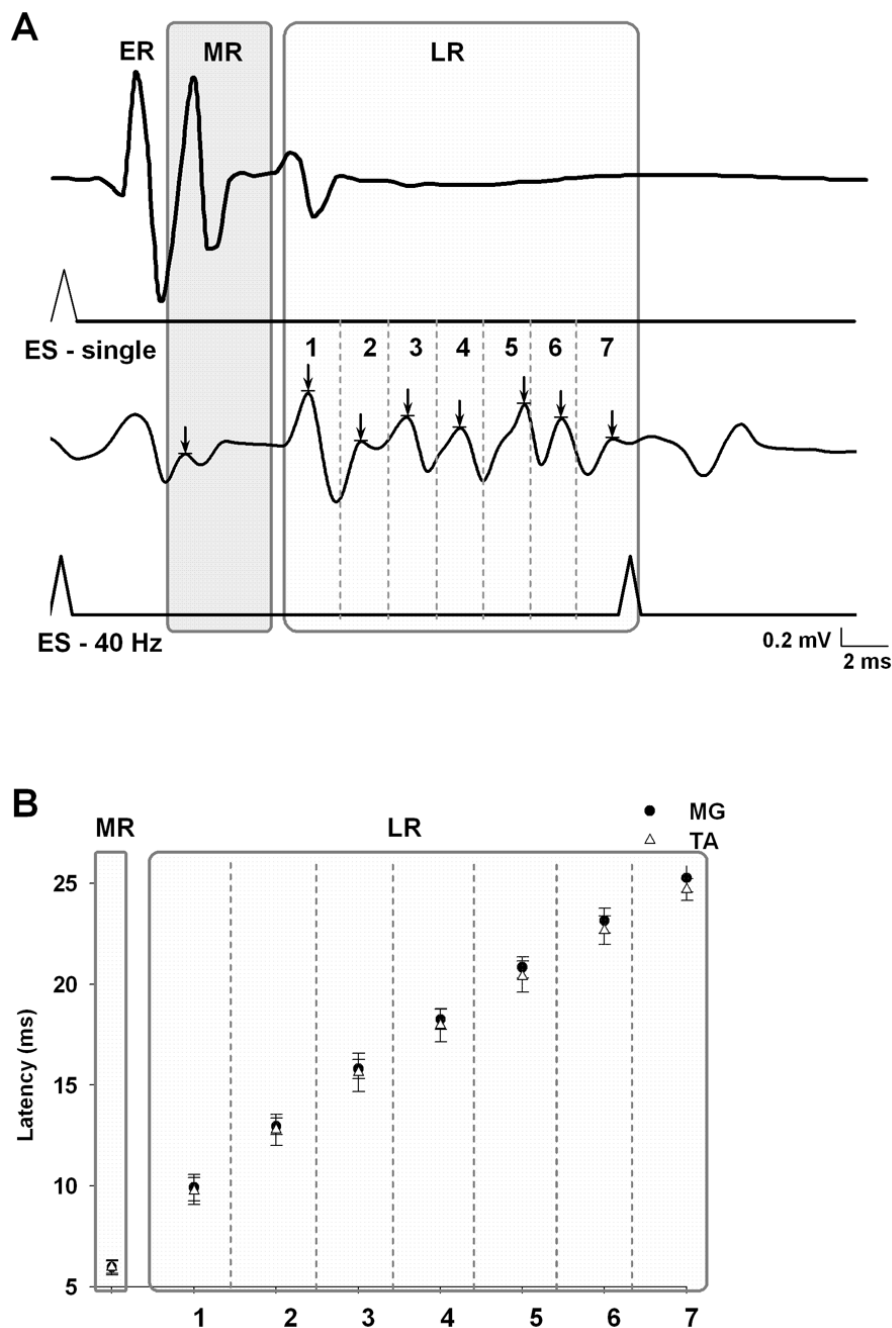 A
ER MR LR
ES - single
1 2 3 4 5 6 7
ES - 40 Hz
0.2 mV
2 ms
B
MR LR
MG
TA
Latency (ms)
25
20
15
10
5
1 2 3 4 5 6 7